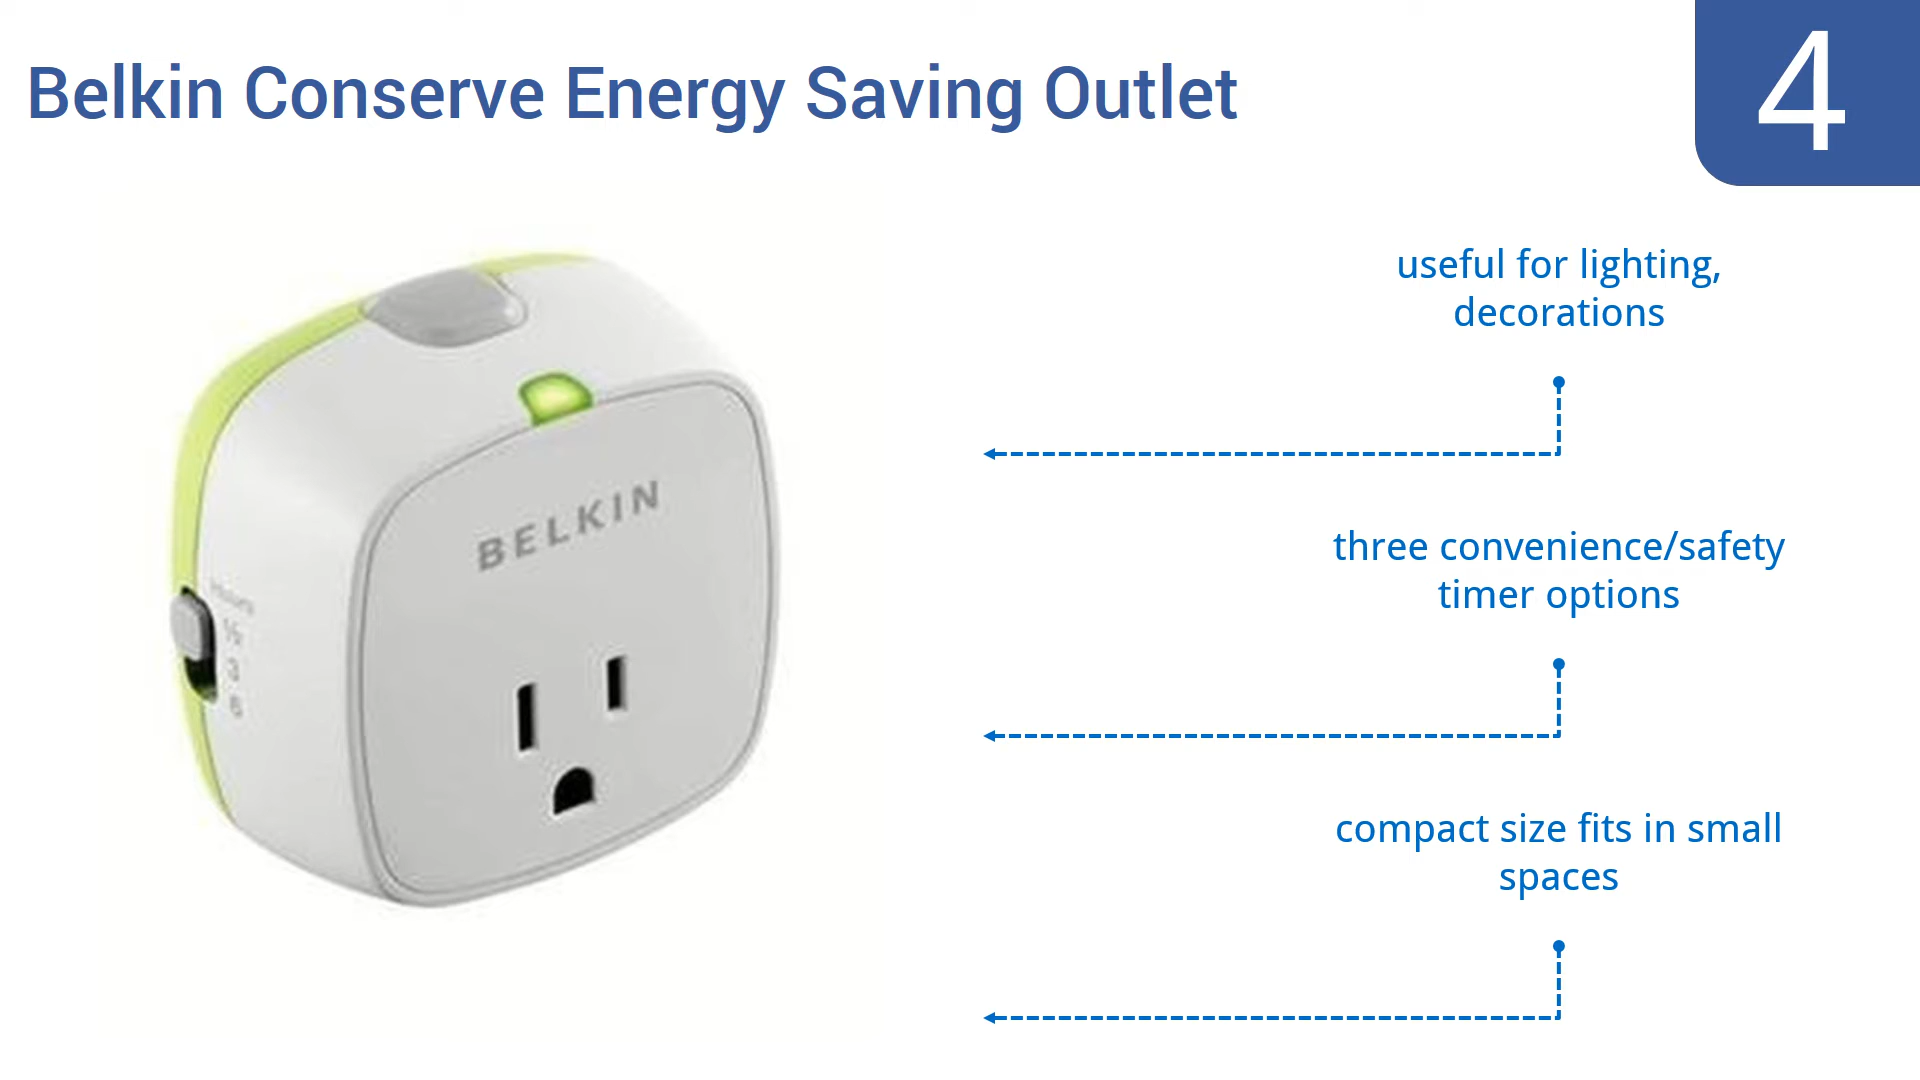 Belkin Conserve Energy Saving Outlet
4
useful for lighting,
decorations
BELKIN
three convenience/safety
timer options
compact size fits in small
spaces